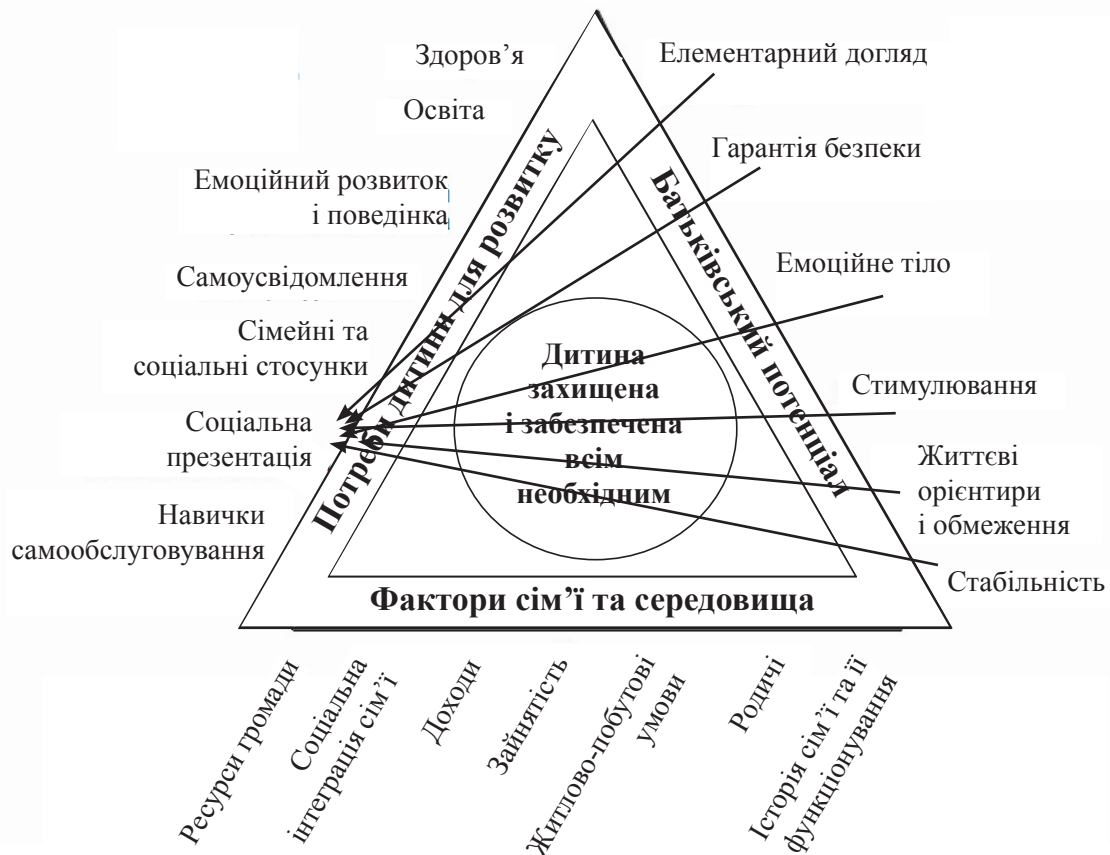 Здоров’я
Освіта
Емоційний розвиток
і поведінка
Самоусвідомлення
Сімейні та
соціальні стосунки
Соціальна
презентація
Навички
самообслуговування
Потреби дитини для розвитку
Елементарний догляд
Гарантія безпеки
Емоційне тіло
Стимулювання
Життєві
орієнтири
і обмеження
Стабільність
Батьківський потенціал
Дитина
захищена
і забезпечена
всім
необхідним
Фактори сім’ї та середовища
Ресурси громади
Соціальна
інтеграція сім’ї
Доходи
Зайнятість
Житлово-побутові
умови
Родичі
Історія сім’ї та її
функціонування